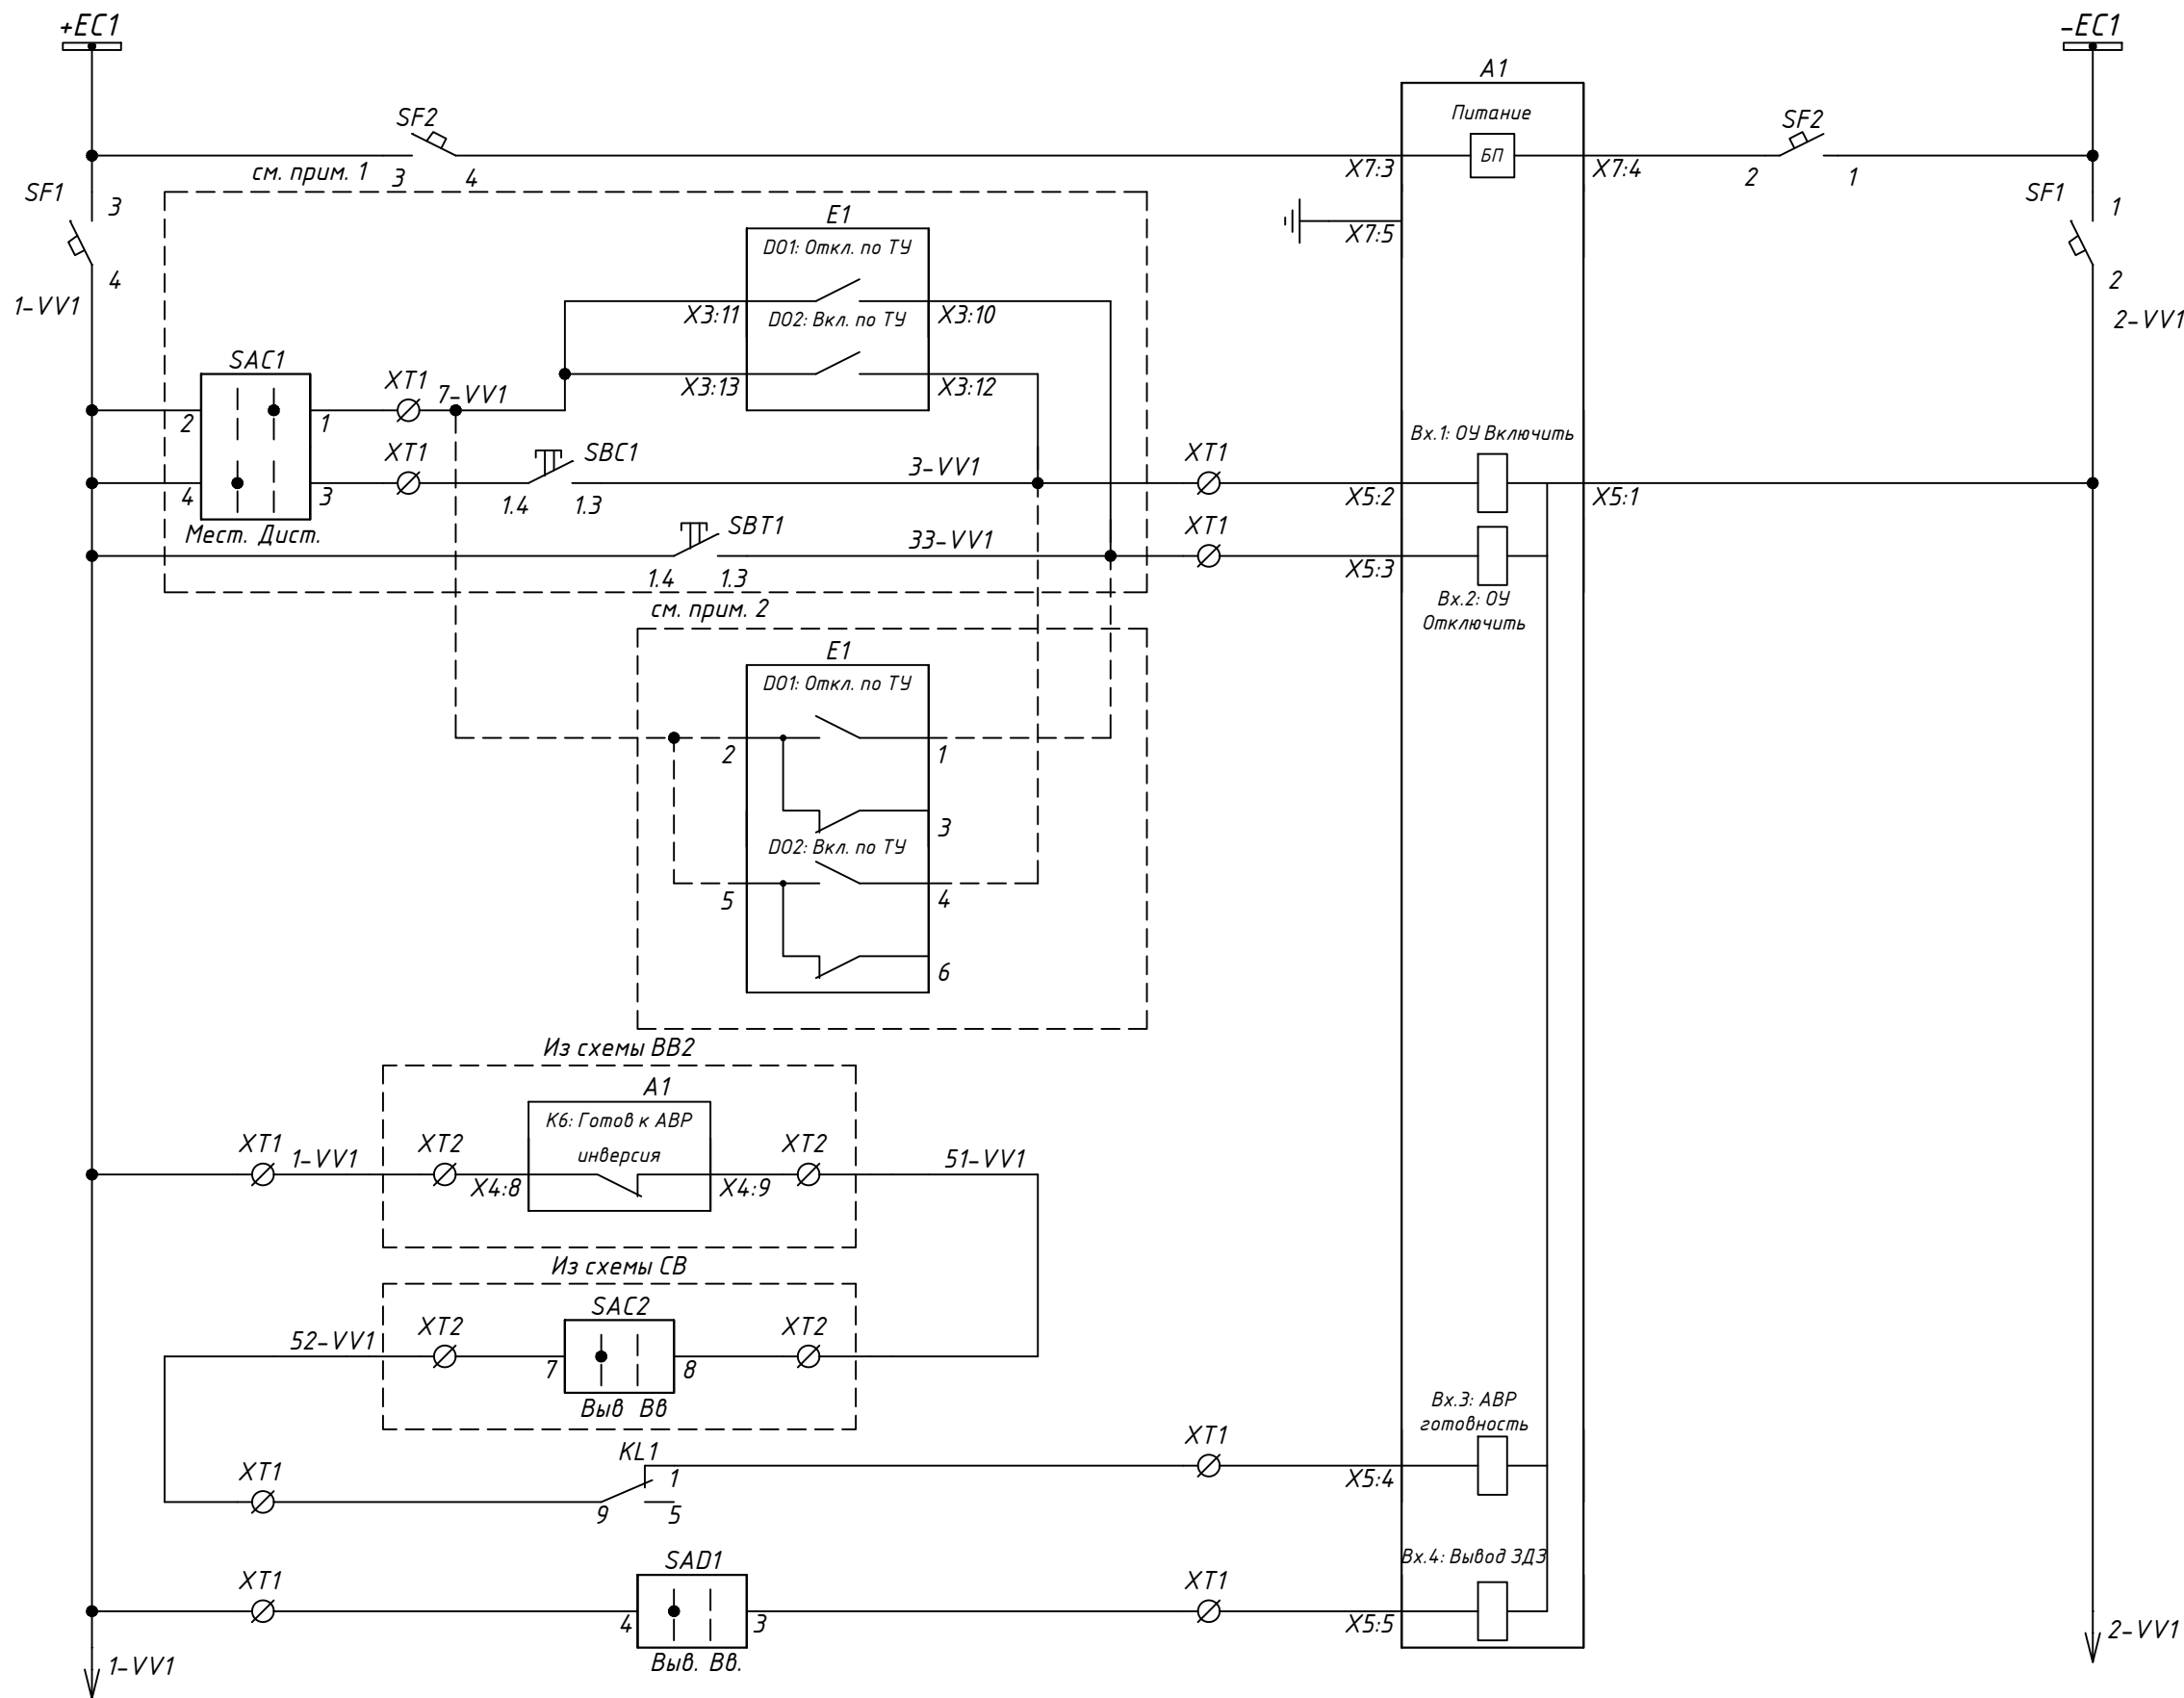 +EC1
-EC1
A1
Питание
БП
SF2
SF2
см. прим. 1
3
4
X7:3
X7:4
2
1
SF1
3
4
1-VV1
SF1
1
2
2-VV1
X7:5
E1
DO1: Откл. по ТУ
X3:11
X3:10
DO2: Вкл. по ТУ
X3:13
X3:12
SAC1
XT1
7-VV1
2
1
XT1
SBC1
3-VV1
XT1
Вх.1: ОУ Включить
4
3
1.4
1.3
X5:2
X5:1
Мест. Дист.
SBT1
33-VV1
XT1
1.4
1.3
X5:3
Вх.2: ОУ
Отключить
см. прим. 2
E1
DO1: Откл. по ТУ
2
1
3
DO2: Вкл. по ТУ
5
4
6
Из схемы ВВ2
A1
К6: Готов к АВР
инверсия
XT1
1-VV1
XT2
X4:8
X4:9
XT2
51-VV1
Из схемы СВ
SAC2
52-VV1
XT2
7
8
XT2
Выв Вв
Вх.3: АВР
готовность
XT1
KL1
1
9
5
XT1
X5:4
Вх.4: Вывод ЗДЗ
XT1
SAD1
4
3
XT1
X5:5
Выв. Вв.
1-VV1
2-VV1